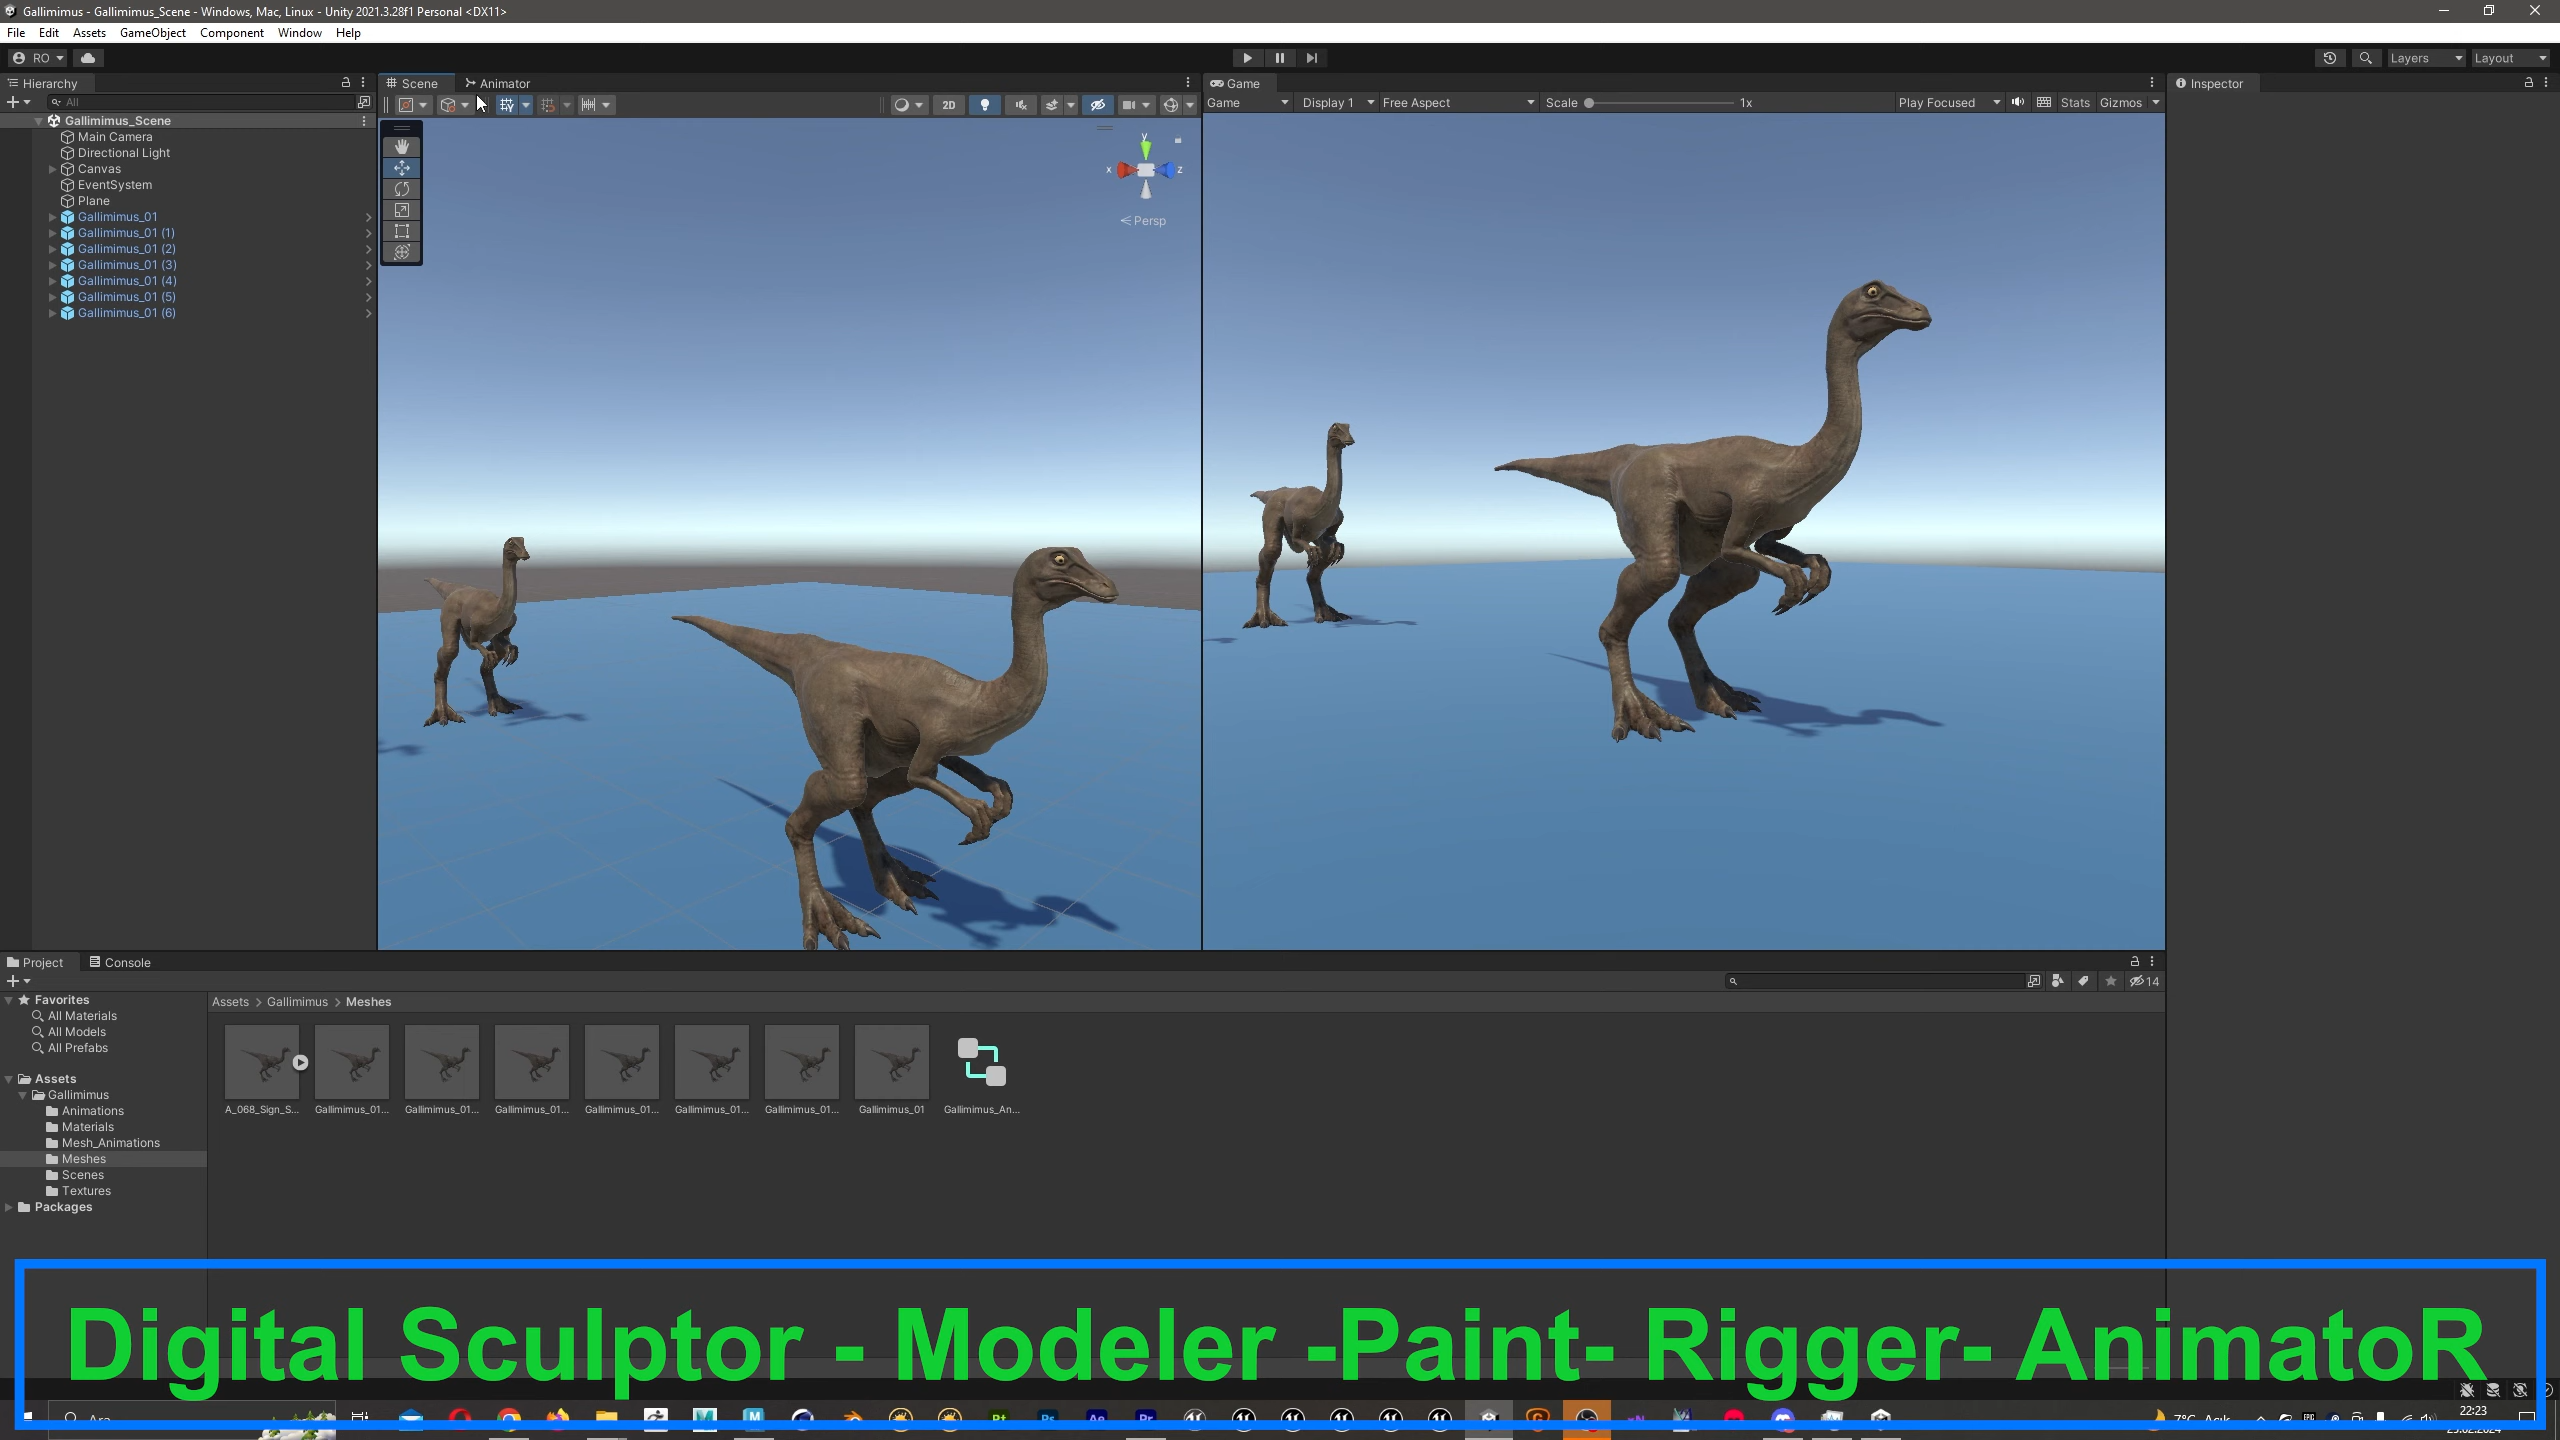 Gallimimus - Gallimimus_Scene - Windows, Mac, Linux - Unity 2021.3.28f1 Personal <DX11>
File Edit Assets GameObject Component Window Help
RO
Layers Layout
Hierarchy
All
Gallimimus_Scene
Main Camera
Directional Light
Canvas
EventSystem
Plane
Gallimimus_01
Gallimimus_01 (1)
Gallimimus_01 (2)
Gallimimus_01 (3)
Gallimimus_01 (4)
Gallimimus_01 (5)
Gallimimus_01 (6)
Scene Animator
2D
y
x z
Persp
Game
Game Display 1 Free Aspect Scale 1x Play Focused Stats Gizmos
Inspector
Project Console
14
Favorites
All Materials
All Models
All Prefabs
Assets
Gallimimus
Animations
Materials
Mesh_Animations
Meshes
Scenes
Textures
Packages
Assets > Gallimimus > Meshes
A_068_Sign_S... Gallimimus_01... Gallimimus_01... Gallimimus_01... Gallimimus_01... Gallimimus_01... Gallimimus_01... Gallimimus_01 Gallimimus_An...
Digital Sculptor - Modeler -Paint- Rigger- AnimatoR
Ara
7°C Açık
22:23